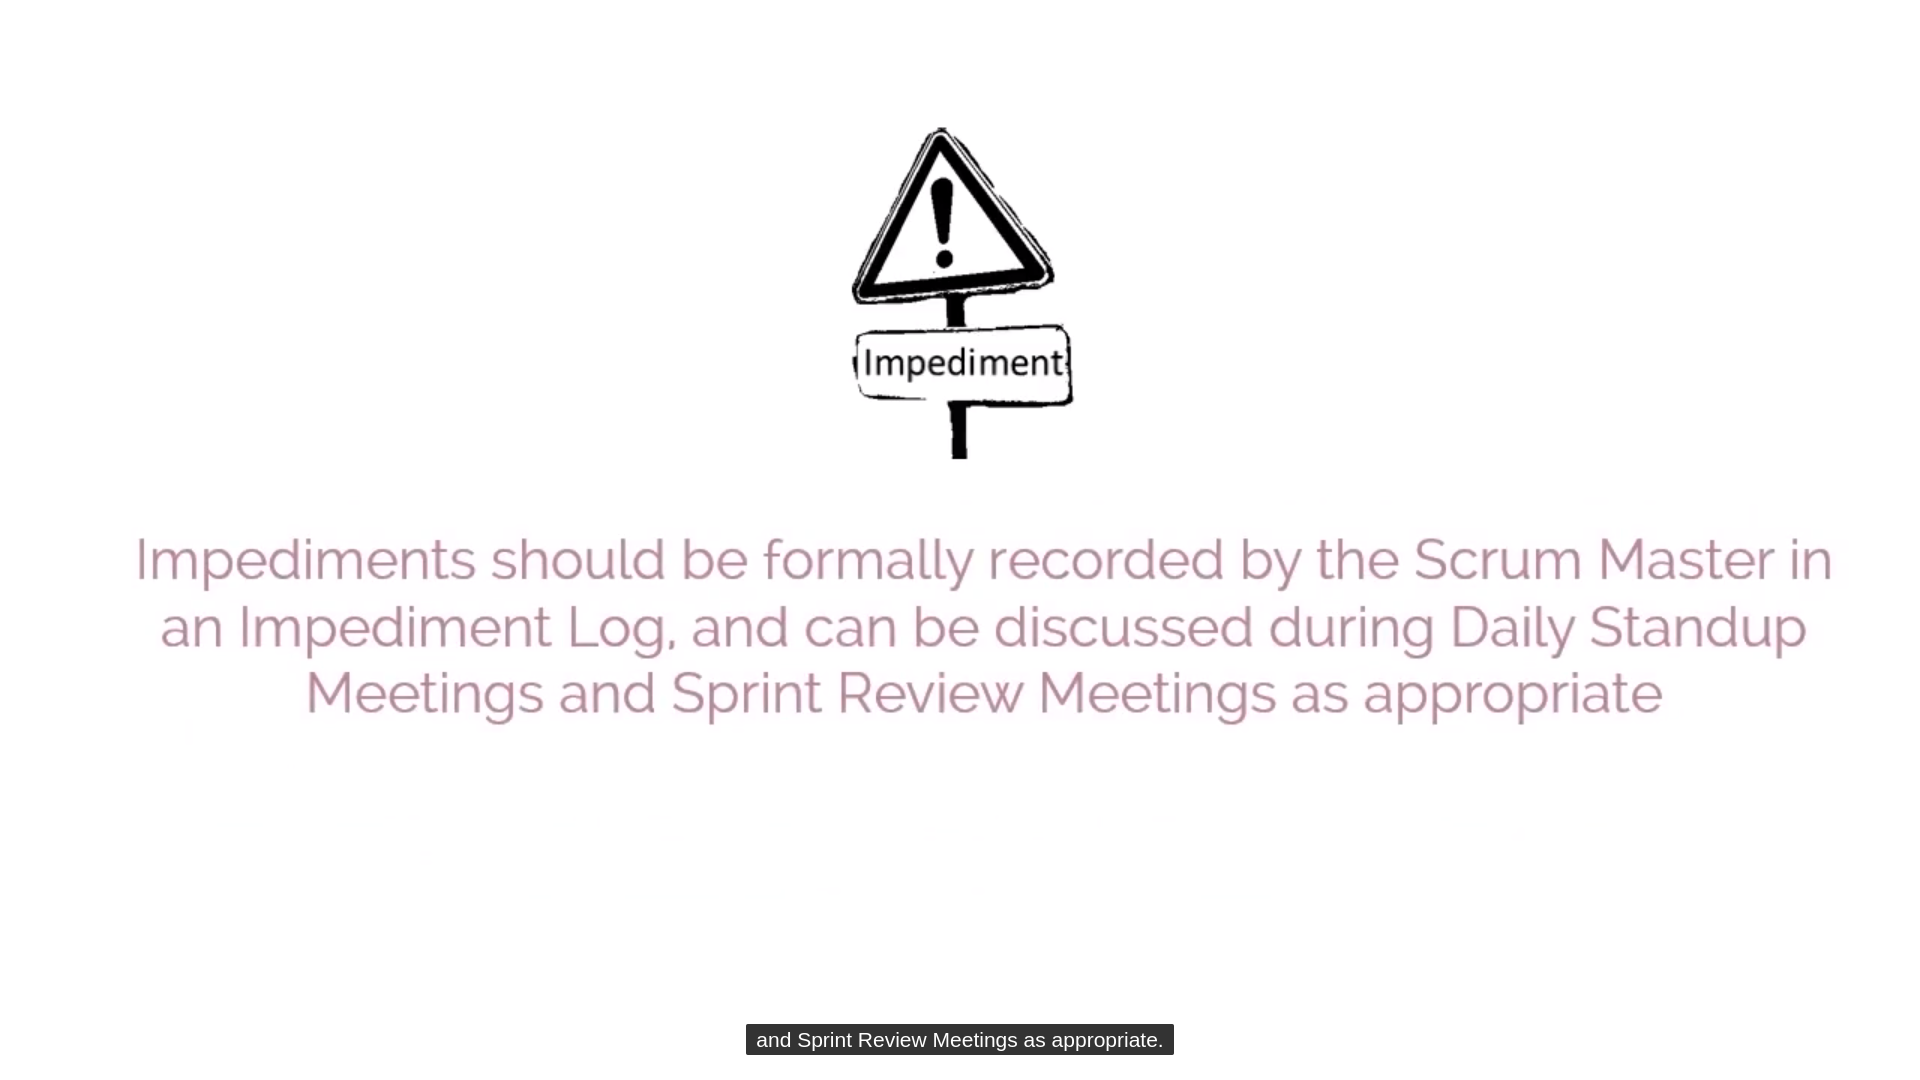 Impediment
Impediments should be formally recorded by the Scrum Master in
an Impediment Log, and can be discussed during Daily Standup
Meetings and Sprint Review Meetings as appropriate
and Sprint Review Meetings as appropriate.